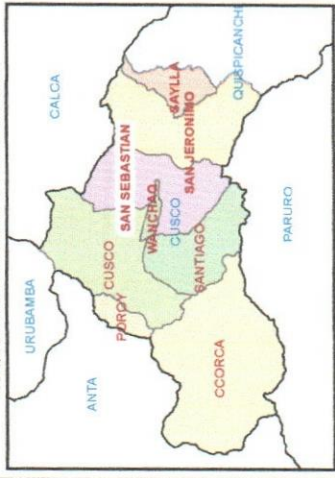 CALCA
URUBAMBA
QUISPICANCHI
SAYLLA
SAN SEBASTIAN
SAN JERONIMO
CUSCO
WANCHAQ
CUSCO
POROY
ANTA
SANTIAGO
CCORCA
PARURO